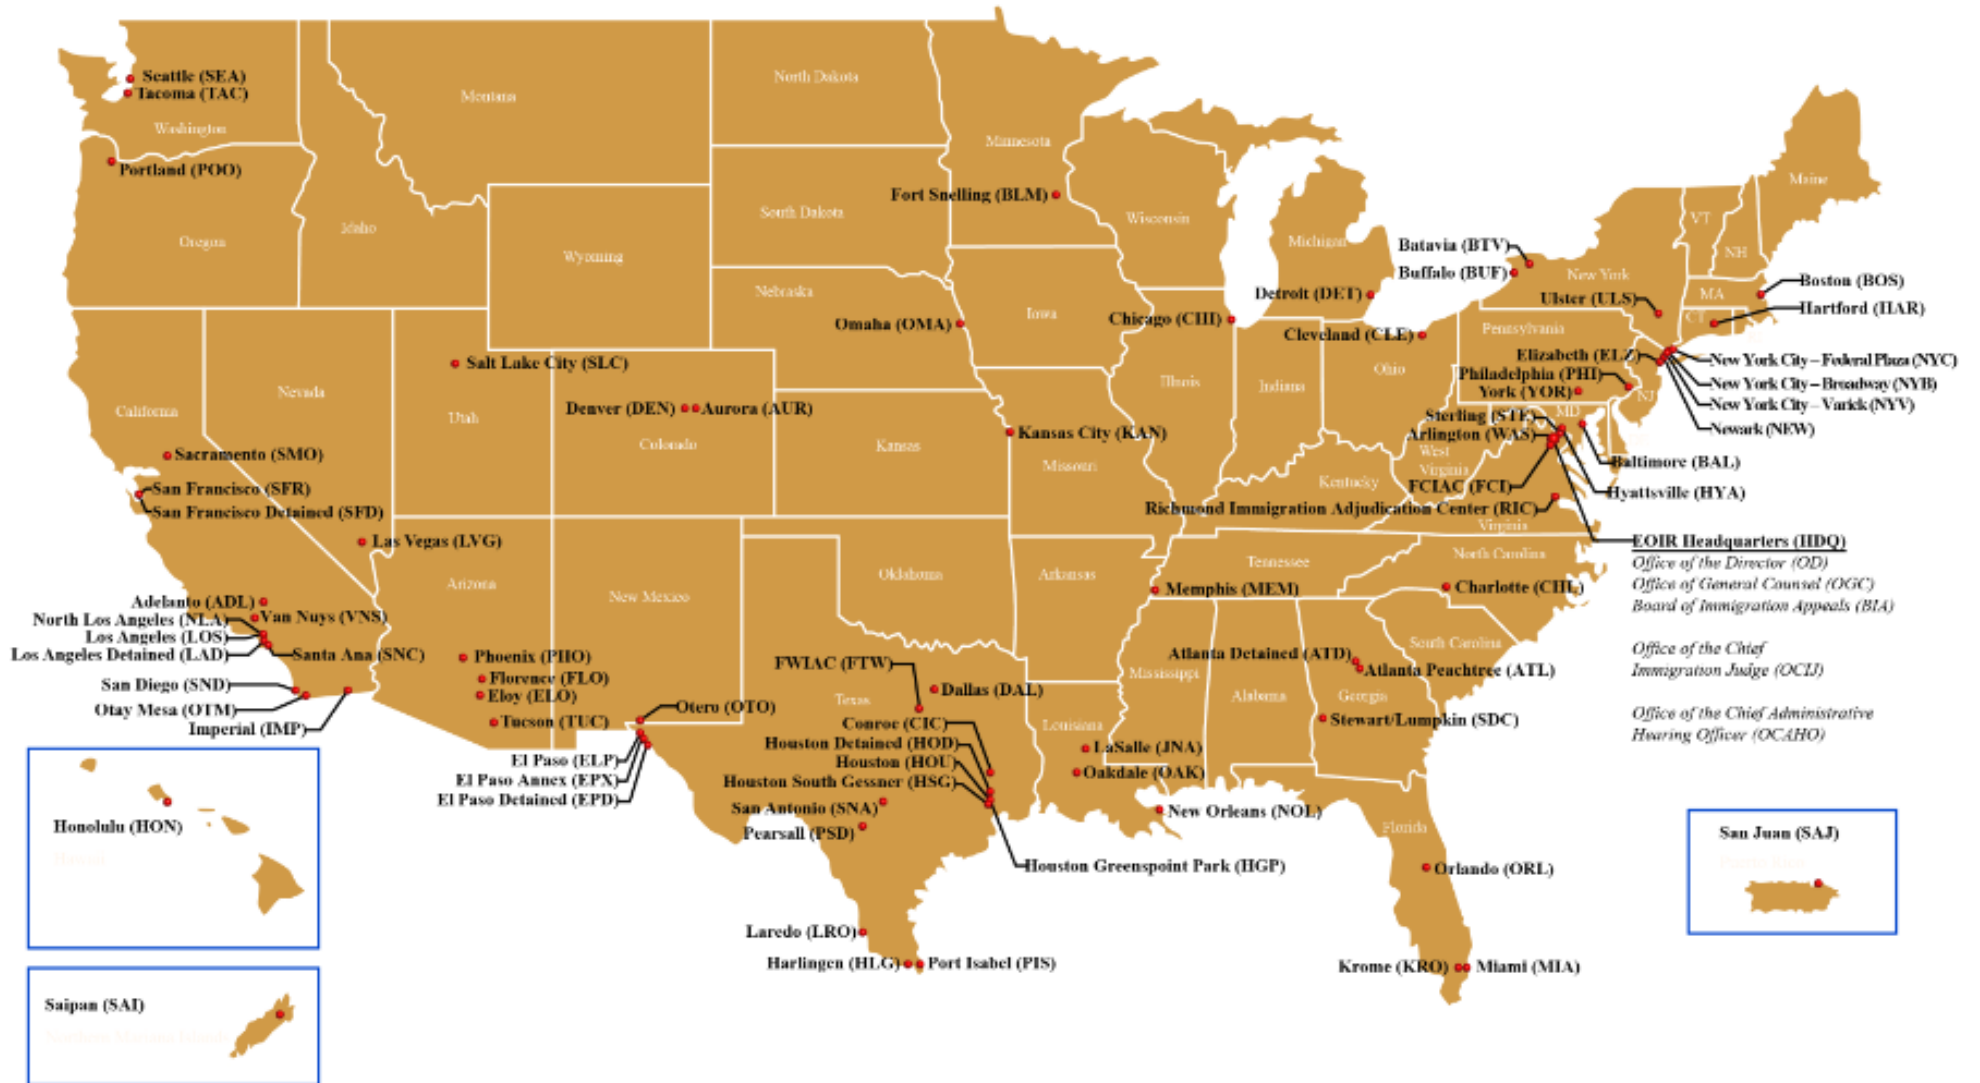 Seattle (SEA)
Tacoma (TAC)
Washington
Portland (POO)
Oregon
Idaho
Montana
Wyoming
North Dakota
South Dakota
Nebraska
Omaha (OMA)
Minnesota
Fort Snelling (BLM)
Wisconsin
Iowa
Michigan
Detroit (DET)
Chicago (CHI)
Cleveland (CLE)
Batavia (BTV)
Buffalo (BUF)
New York
Ulster (ULS)
VT
NH
Maine
MA
CT
Boston (BOS)
Hartford (HAR)
Pennsylvania
Elizabeth (ELZ)
Philadelphia (PHI)
York (YOR)
NJ
MD
New York City – Federal Plaza (NYC)
New York City – Broadway (NYB)
New York City – Varick (NYV)
Newark (NEW)
Sterling (STE)
Arlington (WAS)
West
Virginia
FCIAC (FCI)
Baltimore (BAL)
Hyattsville (HYA)
Richmond Immigration Adjudication Center (RIC)
Virginia
EOIR Headquarters (HDQ)
Office of the Director (OD)
Office of General Counsel (OGC)
Board of Immigration Appeals (BIA)
Office of the Chief
Immigration Judge (OCIJ)
Office of the Chief Administrative
Hearing Officer (OCAHO)
California
Nevada
Utah
Salt Lake City (SLC)
Denver (DEN)
Aurora (AUR)
Colorado
Kansas
Kansas City (KAN)
Missouri
Illinois
Indiana
Ohio
Kentucky
Sacramento (SMO)
San Francisco (SFR)
San Francisco Detained (SFD)
Las Vegas (LVG)
Arizona
New Mexico
Oklahoma
Arkansas
Tennessee
North Carolina
Memphis (MEM)
Charlotte (CHL)
South Carolina
Adelanto (ADL)
Van Nuys (VNS)
North Los Angeles (NLA)
Los Angeles (LOS)
Los Angeles Detained (LAD)
Santa Ana (SNC)
San Diego (SND)
Otay Mesa (OTM)
Imperial (IMP)
Phoenix (PHO)
Florence (FLO)
Eloy (ELO)
Tucson (TUC)
Otero (OTO)
El Paso (ELP)
El Paso Annex (EPX)
El Paso Detained (EPD)
FWIAC (FTW)
Texas
Dallas (DAL)
Conroe (CIC)
Houston Detained (HOD)
Houston (HOU)
Houston South Gessner (HSG)
San Antonio (SNA)
Pearsall (PSD)
Houston Greenspoint Park (HGP)
Laredo (LRO)
Harlingen (HLG)
Port Isabel (PIS)
Louisiana
LaSalle (JNA)
Oakdale (OAK)
New Orleans (NOL)
Mississippi
Alabama
Georgia
Atlanta Detained (ATD)
Atlanta Peachtree (ATL)
Stewart/Lumpkin (SDC)
Florida
Orlando (ORL)
Krome (KRO)
Miami (MIA)
Honolulu (HON)
Hawaii
Saipan (SAI)
Northern Mariana Islands
San Juan (SAJ)